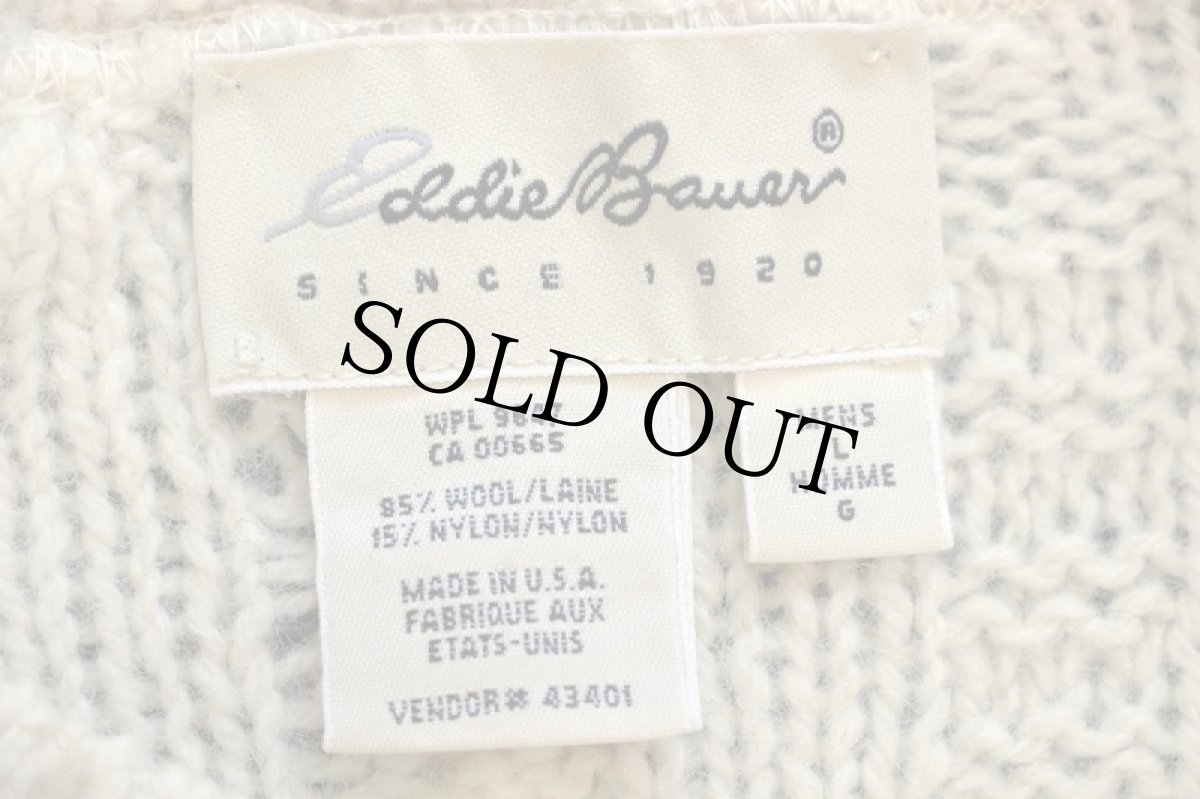 Eddie Bauer®
SINCE 1920
SOLD OUT
WPL
CA 00665
85% WOOL/LAINE
15% NYLON/NYLON
MADE IN U.S.A.
FABRIQUE AUX
ETATS-UNIS
VENDOR# 43401
MENS
L
HOMME
G